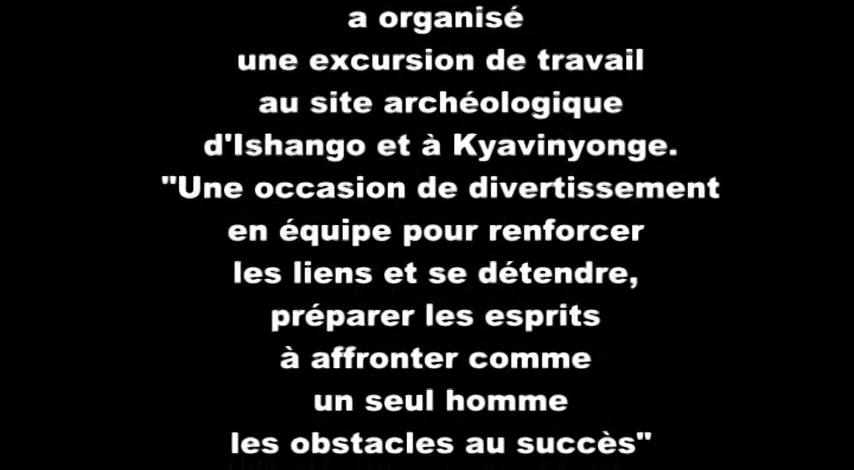 a organisé
une excursion de travail
au site archéologique
d'Ishango et à Kyavinyonge.
"Une occasion de divertissement
en équipe pour renforcer
les liens et se détendre,
préparer les esprits
à affronter comme
un seul homme
les obstacles au succès"